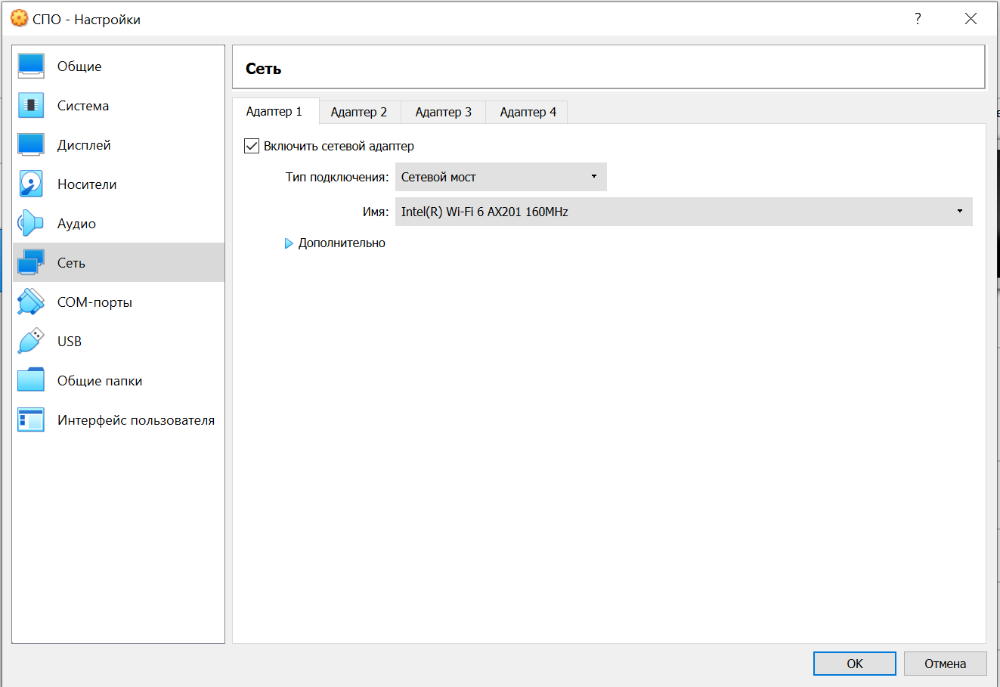 СПО - Настройки
?
Общие
Система
Дисплей
Носители
Аудио
Сеть
COM-порты
USB
Общие папки
Интерфейс пользователя
Сеть
Адаптер 1 Адаптер 2 Адаптер 3 Адаптер 4
Включить сетевой адаптер
Тип подключения: Сетевой мост
Имя: Intel(R) Wi-Fi 6 AX201 160MHz
Дополнительно
OK Отмена